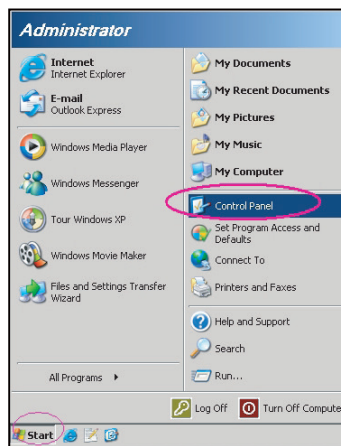 Administrator
Internet
Internet Explorer
E-mail
Outlook Express
Windows Media Player
Windows Messenger
Tour Windows XP
Windows Movie Maker
Files and Settings Transfer
Wizard
All Programs
My Documents
My Recent Documents
My Pictures
My Music
My Computer
Control Panel
Set Program Access and
Defaults
Connect To
Printers and Faxes
Help and Support
Search
Run...
Log Off
Turn Off Compute
Start